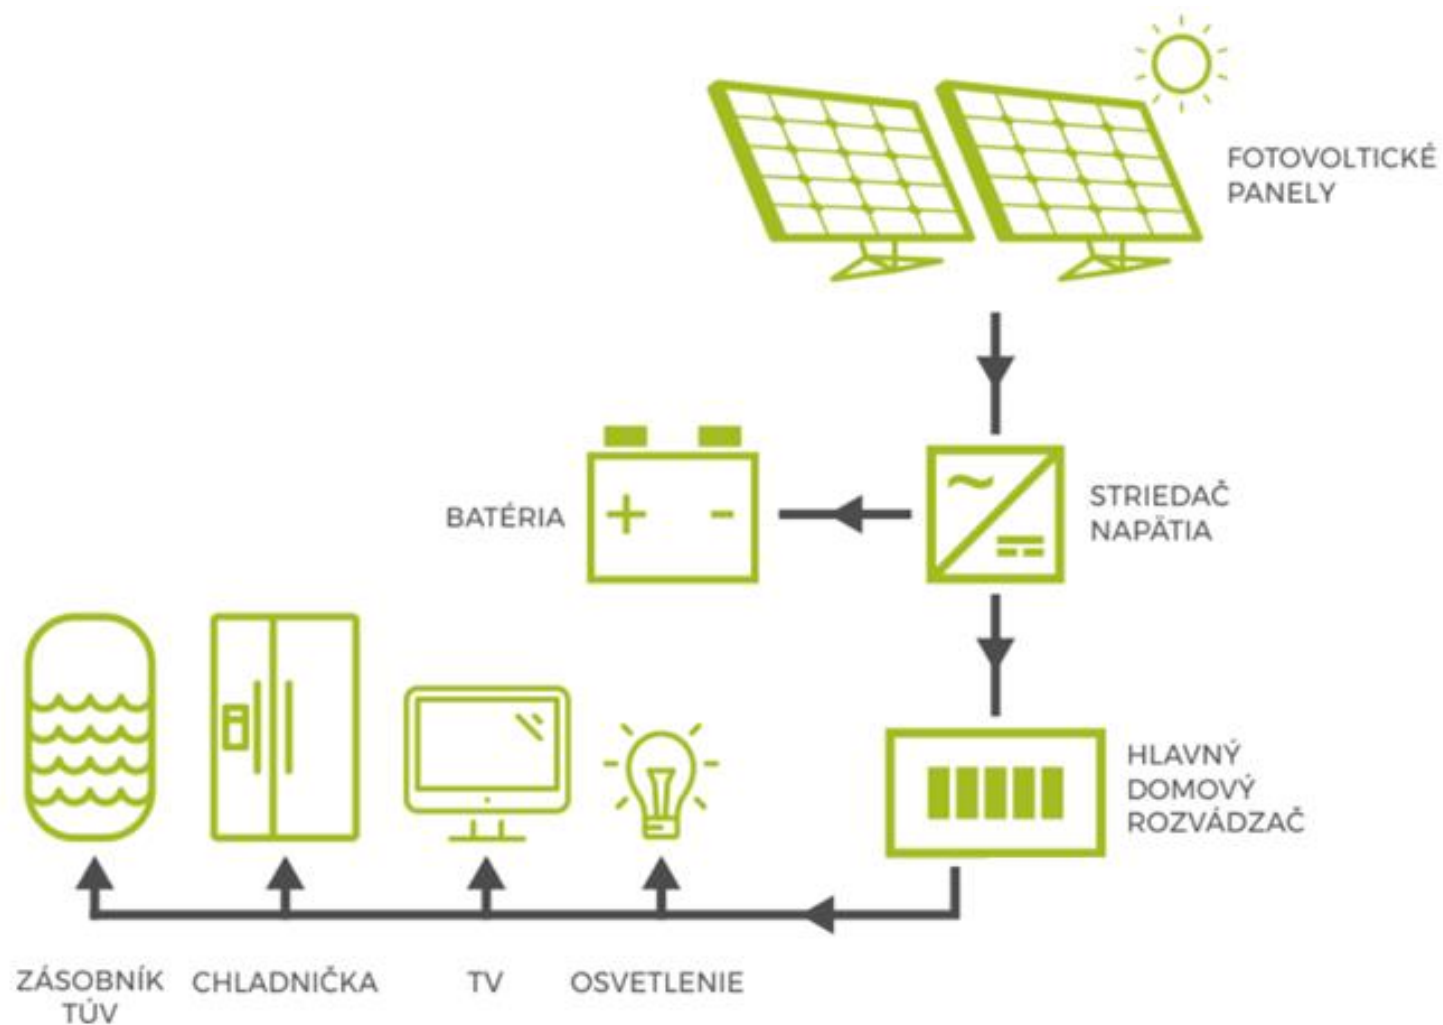 FOTOVOLTICKÉ
PANELY
STRIEDAČ
NAPÄTIA
BATÉRIA
HLAVNÝ
DOMOVÝ
ROZVÁDZAČ
ZÁSOBNÍK
TÚV
CHLADNIČKA
TV
OSVETLENIE